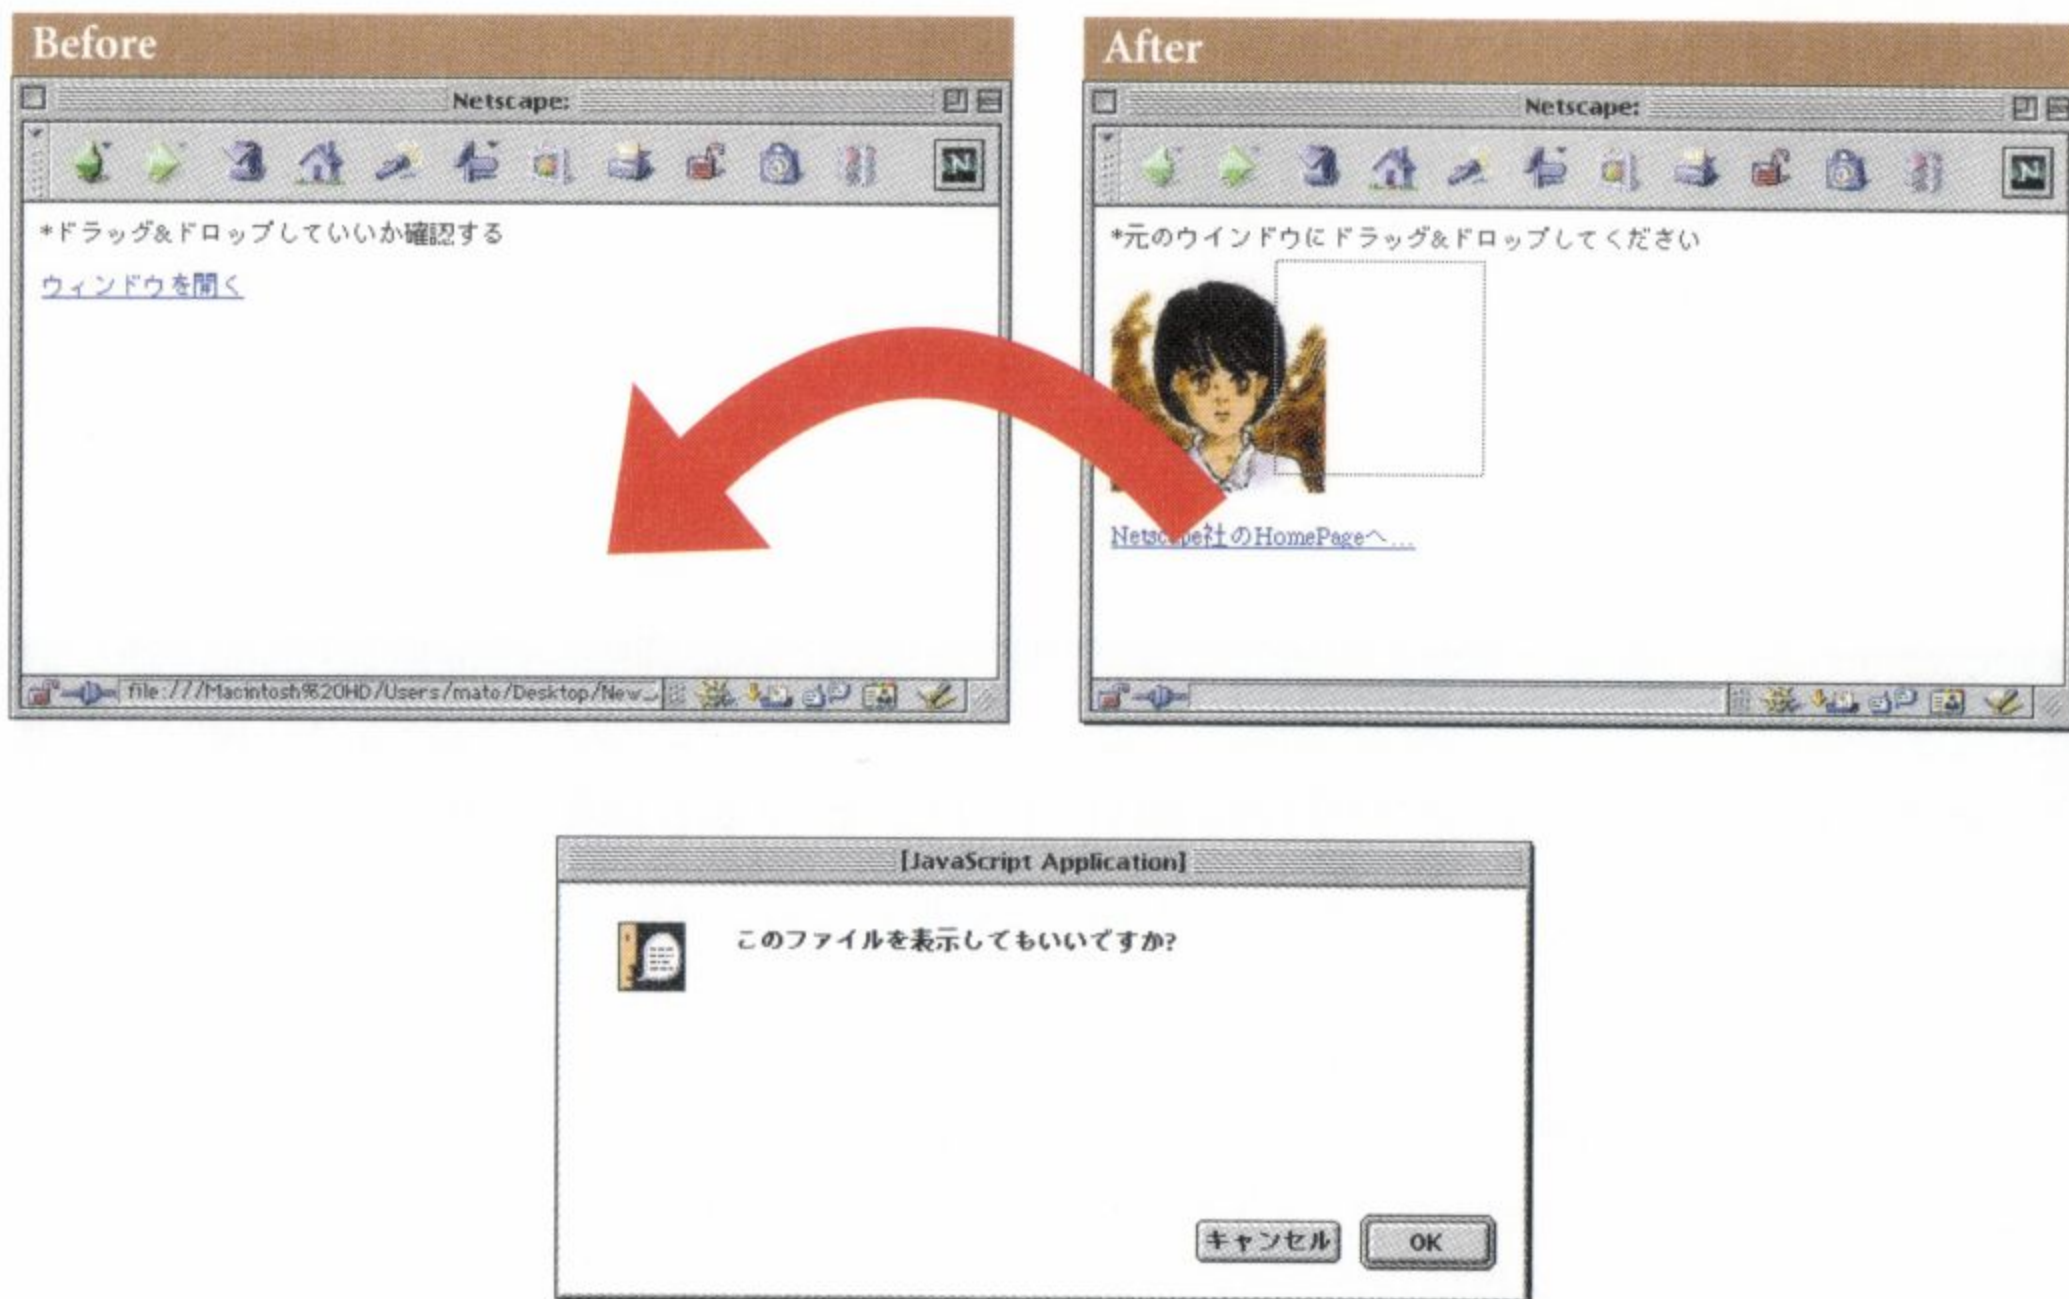 Before
Netscape:
*ドラッグ&ドロップしていいか確認する
ウィンドウを開く
file:///Macintosh%20HD/Users/mato/Desktop/New
After
Netscape:
*元のウインドウにドラッグ&ドロップしてください
Netscape社のHomePageへ...
[JavaScript Application]
このファイルを表示してもいいですか?
キャンセル
OK